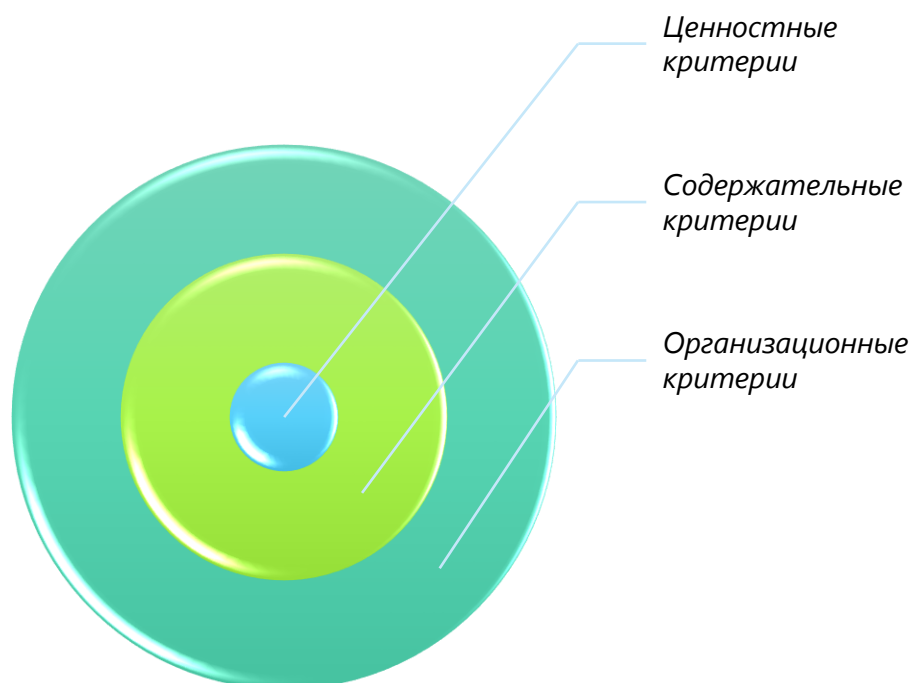 Ценностные
критерии
Содержательные
критерии
Организационные
критерии